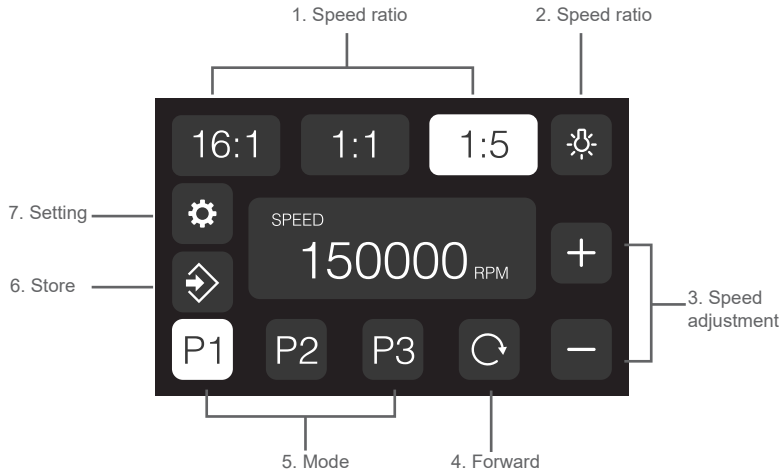 1. Speed ratio
2. Speed ratio
16:1
1:1
1:5
7. Setting
SPEED
150000 RPM
6. Store
3. Speed
adjustment
P1
P2
P3
5. Mode
4. Forward